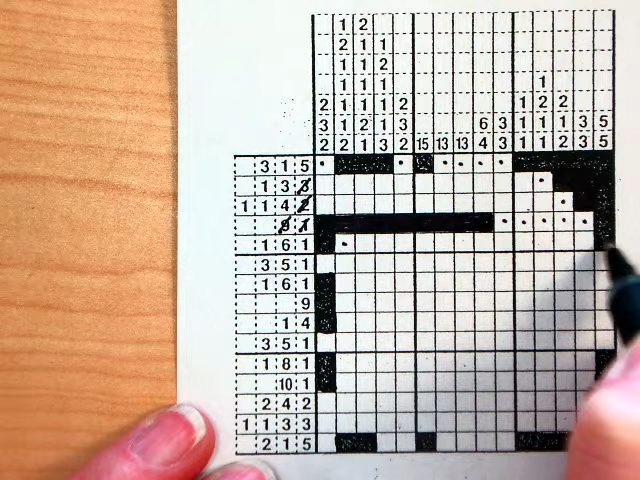 1 2
2 1 1
1 1 2
1 1 1 1
2 1 1 1 2 1 2 2
3 1 2 1 3 6 3 1 1 1 3 5
2 2 1 3 2 15 13 13 4 3 1 1 2 3 5
3 1 5
1 3 3
1 1 4 2
9 1
1 6 1
3 5 1
1 6 1
9
1 4
3 5 1
1 8 1
10 1
2 4 2
1 1 3 3
2 1 5